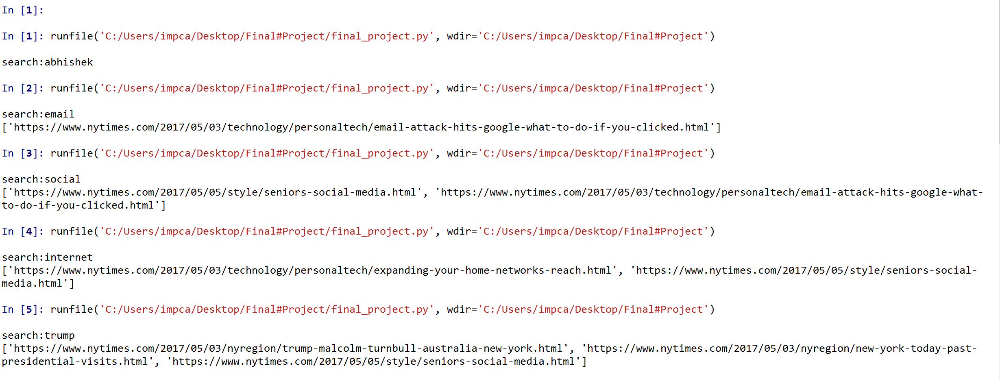 In [1]:
In [1]: runfile('C:/Users/impca/Desktop/Final#Project/final_project.py', wdir='C:/Users/impca/Desktop/Final#Project')
search:abhishek
In [2]: runfile('C:/Users/impca/Desktop/Final#Project/final_project.py', wdir='C:/Users/impca/Desktop/Final#Project')
search:email
['https://www.nytimes.com/2017/05/03/technology/personaltech/email-attack-hits-google-what-to-do-if-you-clicked.html']
In [3]: runfile('C:/Users/impca/Desktop/Final#Project/final_project.py', wdir='C:/Users/impca/Desktop/Final#Project')
search:social
['https://www.nytimes.com/2017/05/05/style/seniors-social-media.html', 'https://www.nytimes.com/2017/05/03/technology/personaltech/email-attack-hits-google-what-
to-do-if-you-clicked.html']
In [4]: runfile('C:/Users/impca/Desktop/Final#Project/final_project.py', wdir='C:/Users/impca/Desktop/Final#Project')
search:internet
['https://www.nytimes.com/2017/05/03/technology/personaltech/expanding-your-home-networks-reach.html', 'https://www.nytimes.com/2017/05/05/style/seniors-social-
media.html']
In [5]: runfile('C:/Users/impca/Desktop/Final#Project/final_project.py', wdir='C:/Users/impca/Desktop/Final#Project')
search:trump
['https://www.nytimes.com/2017/05/03/nyregion/trump-malcolm-turnbull-australia-new-york.html', 'https://www.nytimes.com/2017/05/03/nyregion/new-york-today-past-
presidential-visits.html', 'https://www.nytimes.com/2017/05/05/style/seniors-social-media.html']